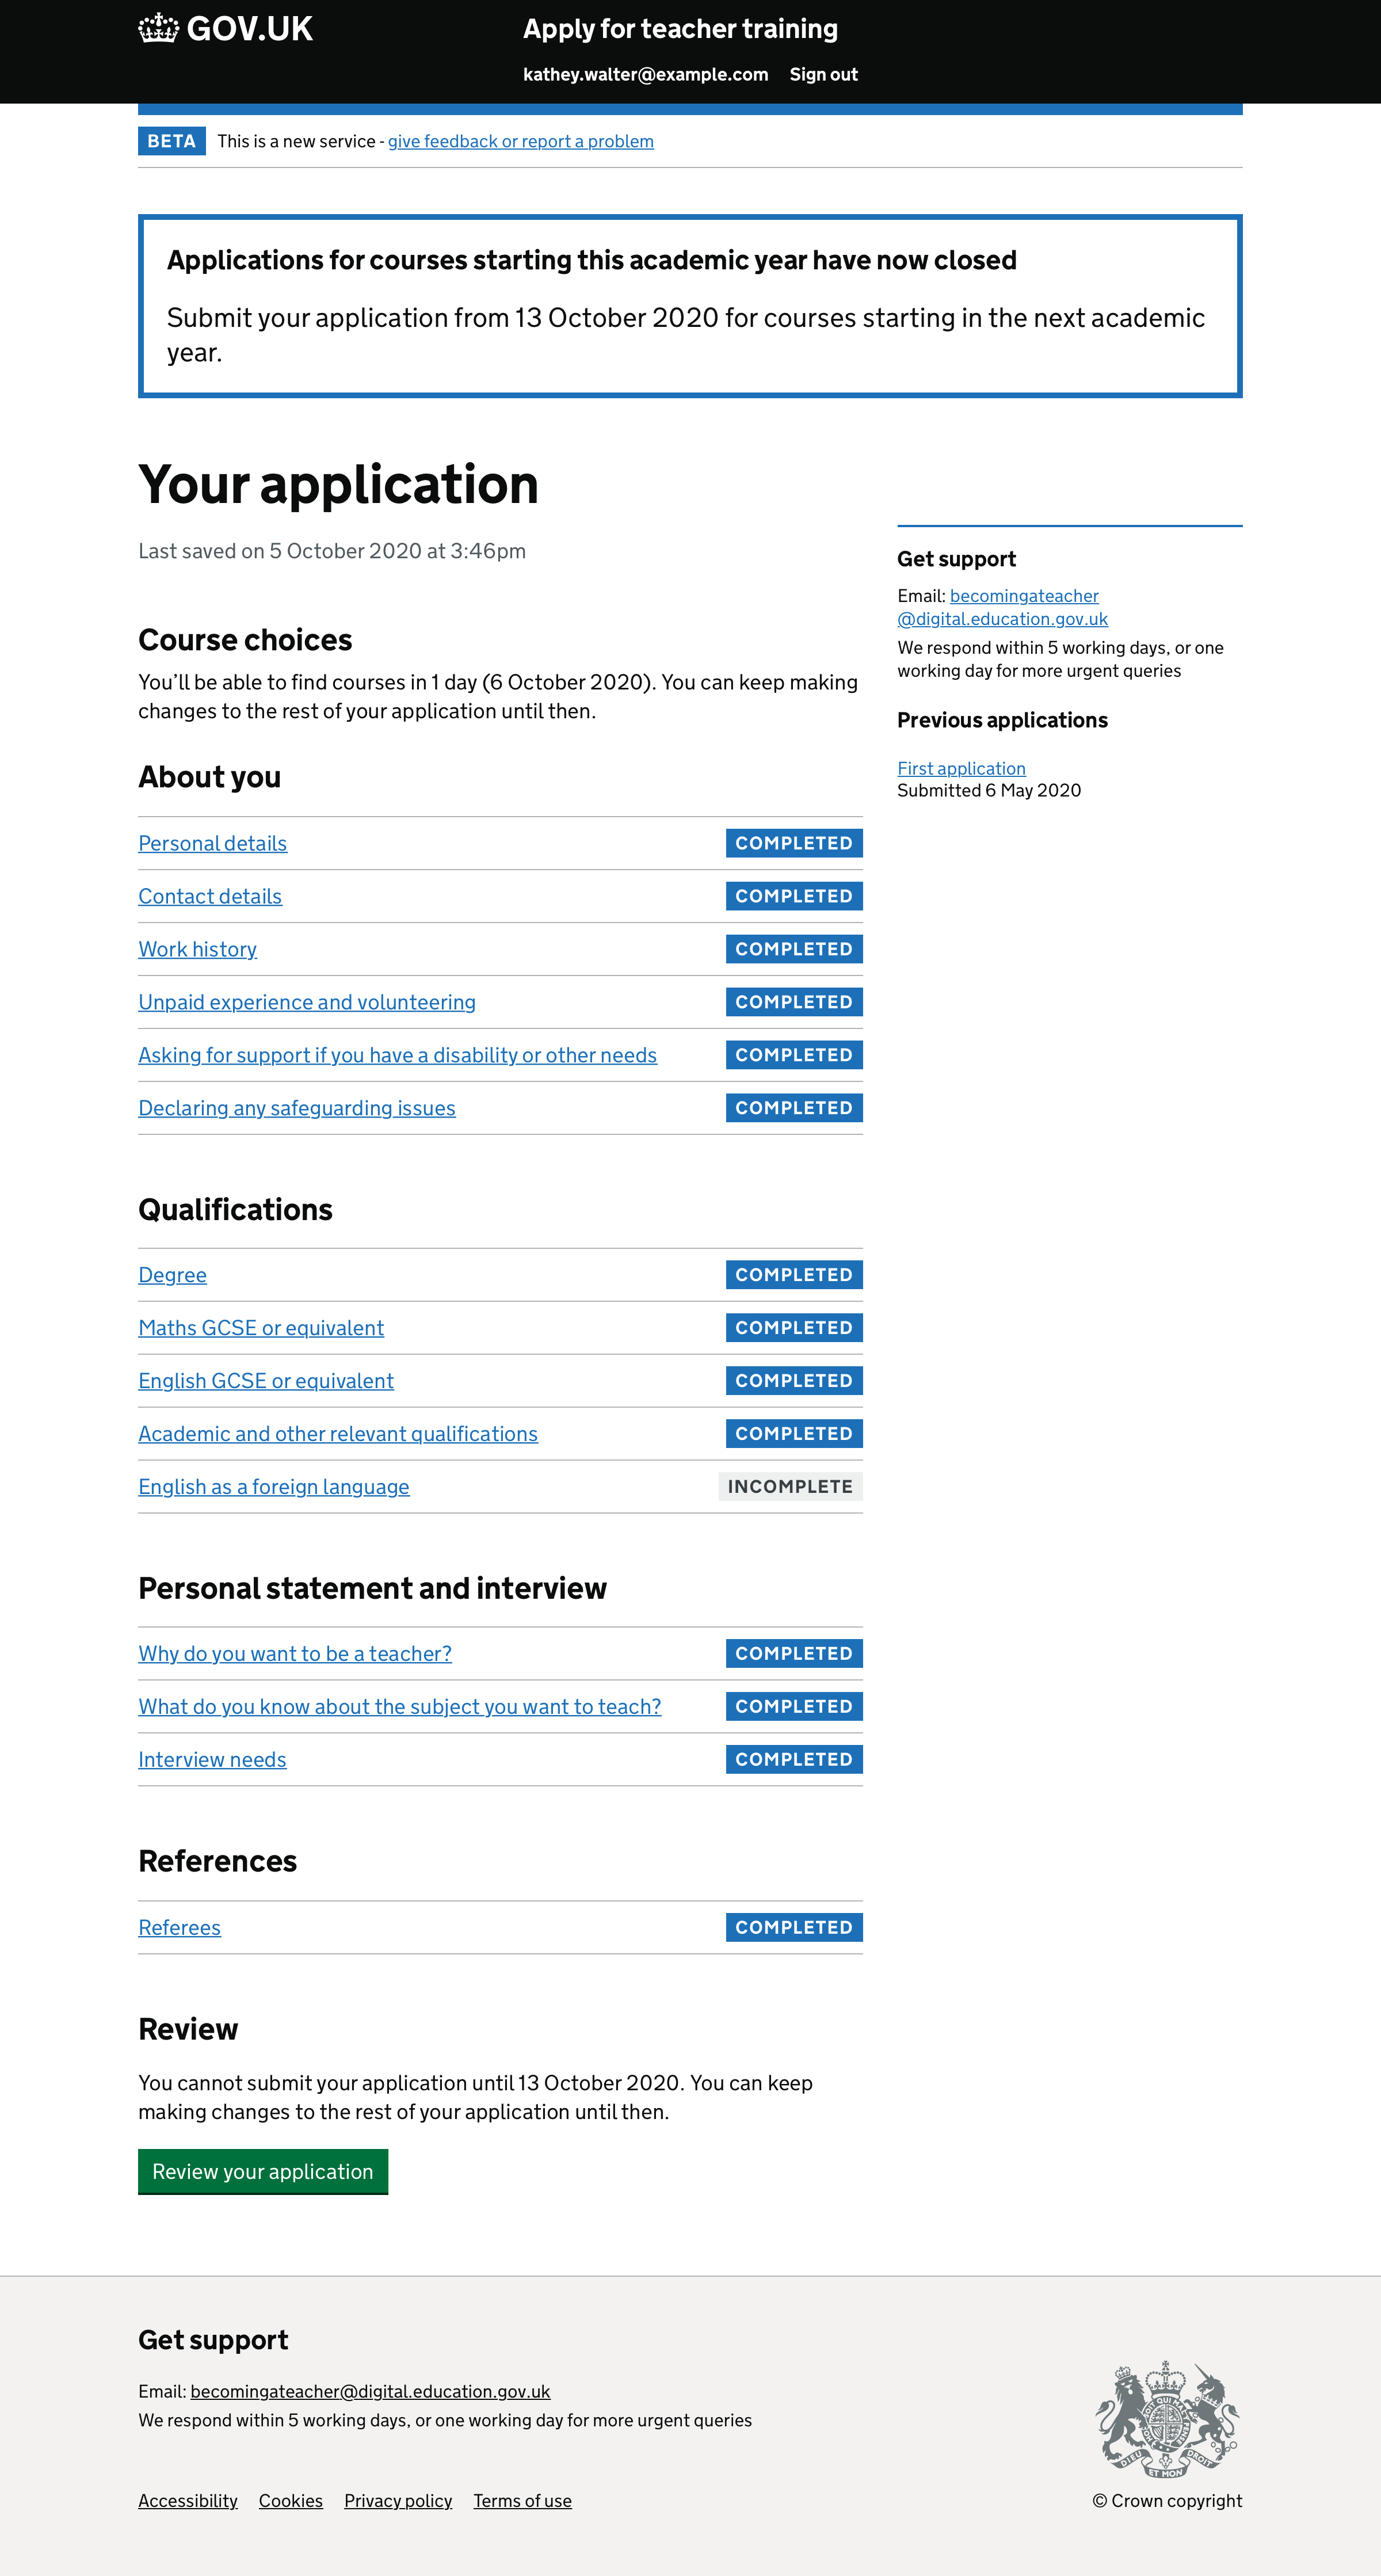 GOV.UK
Apply for teacher training
kathey.walter@example.com Sign out
BETA This is a new service - give feedback or report a problem
Applications for courses starting this academic year have now closed
Submit your application from 13 October 2020 for courses starting in the next academic
year.
Your application
Last saved on 5 October 2020 at 3:46pm
Course choices
You’ll be able to find courses in 1 day (6 October 2020). You can keep making
changes to the rest of your application until then.
About you
Personal details COMPLETED
Contact details COMPLETED
Work history COMPLETED
Unpaid experience and volunteering COMPLETED
Asking for support if you have a disability or other needs COMPLETED
Declaring any safeguarding issues COMPLETED
Qualifications
Degree COMPLETED
Maths GCSE or equivalent COMPLETED
English GCSE or equivalent COMPLETED
Academic and other relevant qualifications COMPLETED
English as a foreign language INCOMPLETE
Personal statement and interview
Why do you want to be a teacher? COMPLETED
What do you know about the subject you want to teach? COMPLETED
Interview needs COMPLETED
References
Referees COMPLETED
Review
You cannot submit your application until 13 October 2020. You can keep
making changes to the rest of your application until then.
Review your application
Get support
Email: becomingateacher
@digital.education.gov.uk
We respond within 5 working days, or one
working day for more urgent queries
Previous applications
First application
Submitted 6 May 2020
Get support
Email: becomingateacher@digital.education.gov.uk
We respond within 5 working days, or one working day for more urgent queries
Accessibility Cookies Privacy policy Terms of use
DIEU ET MON DROIT
© Crown copyright